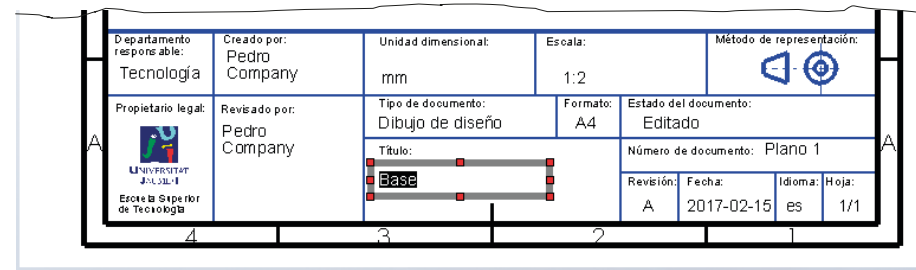 Departamento responsable:
Tecnología
Creado por:
Pedro Company
Unidad dimensional:
mm
Escala:
1:2
Método de representación:
Propietario legal:
UNIVERSITAT
JAUME·I
Escuela Superior
de Tecnología
Revisado por:
Pedro Company
Tipo de documento:
Dibujo de diseño
Formato:
A4
Estado del documento:
Editado
Título:
Base
Número de documento: Plano 1
Revisión:
A
Fecha:
2017-02-15
Idioma:
es
Hoja:
1/1
A
A
4
3
2
1